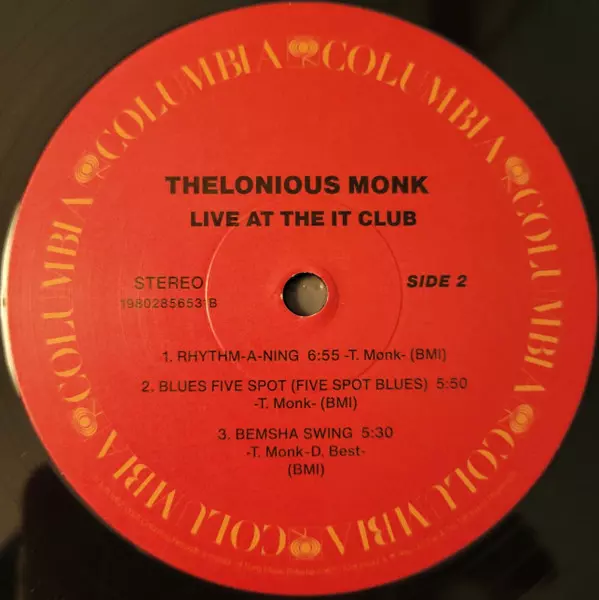 COLUMBIA COLUMBIA COLUMBIA COLUMBIA COLUMBIA COLUMBIA
THELONIOUS MONK
LIVE AT THE IT CLUB
STEREO
19802856531B
SIDE 2
1. RHYTHM-A-NING 6:55 -T. Monk- (BMI)
2. BLUES FIVE SPOT (FIVE SPOT BLUES) 5:50
-T. Monk- (BMI)
3. BEMSHA SWING 5:30
-T. Monk-D. Best-
(BMI)